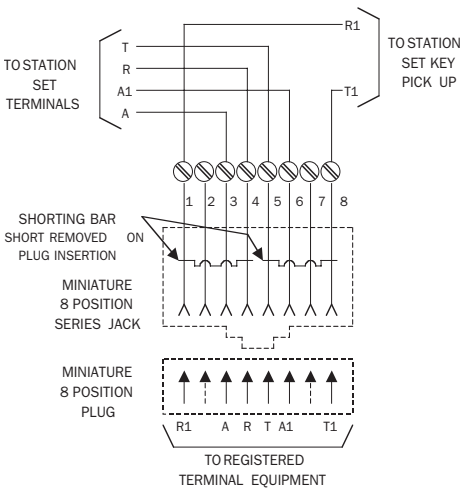 R1
TO STATION
SET KEY
PICK UP
T1
TO STATION
SET
TERMINALS
T
R
A1
A
1 2 3 4 5 6 7 8
SHORTING BAR
SHORT REMOVED ON
PLUG INSERTION
MINIATURE
8 POSITION
SERIES JACK
MINIATURE
8 POSITION
PLUG
R1 A R T A1 T1
TO REGISTERED
TERMINAL EQUIPMENT